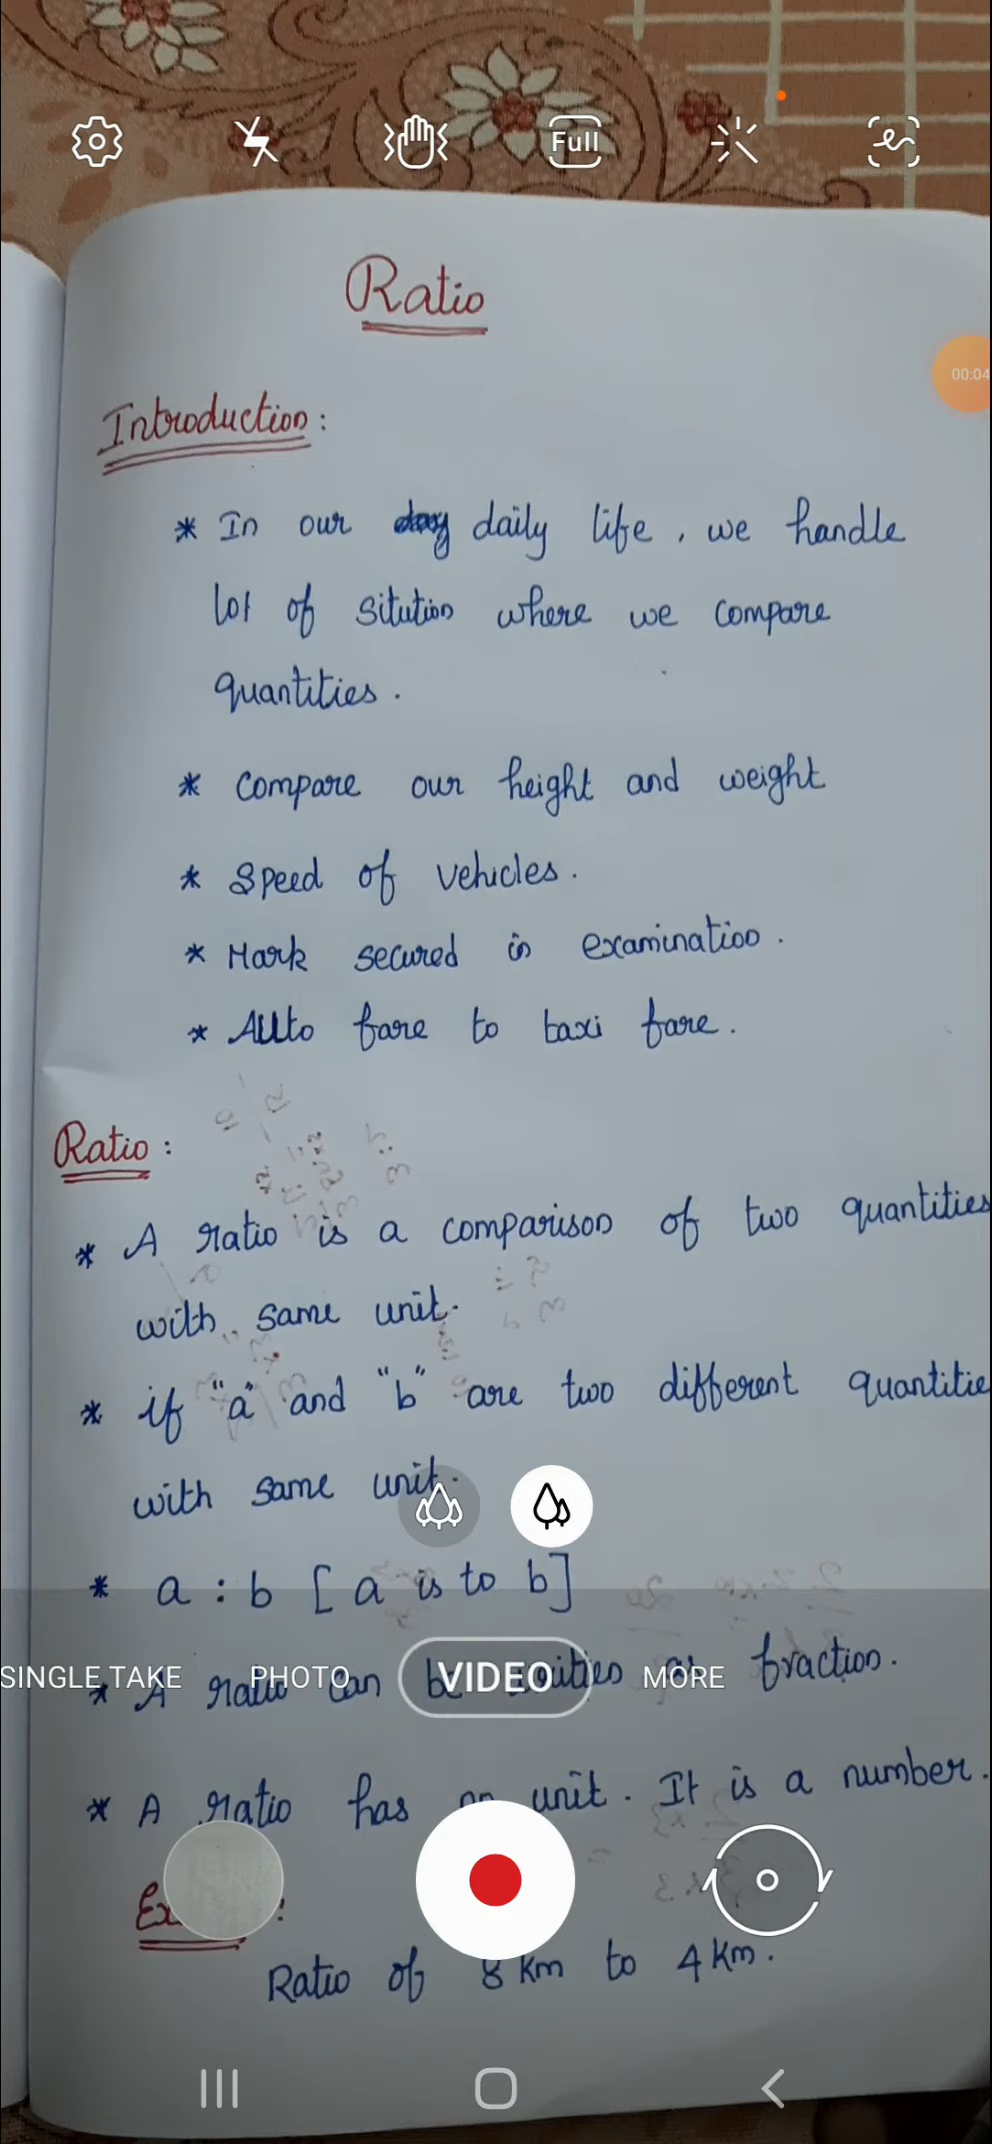 Full
Ratio
00:04
Introduction:
* In our daily life, we handle
lot of sitution where we compare
quantities.
* Compare our height and weight
* Speed of vehicles.
* Mark secured in examination.
* Auto fare to taxi fare.
Ratio:
* A ratio is a comparison of two quantities
with same unit.
* if "a" and "b" are two different quantitie
with same unit.
* a : b [a is to b]
* A ratio can fraction.
SINGLE TAKE PHOTO VIDEO MORE
* A ratio has unit. It is a number.
Ratio of 8 km to 4 km.